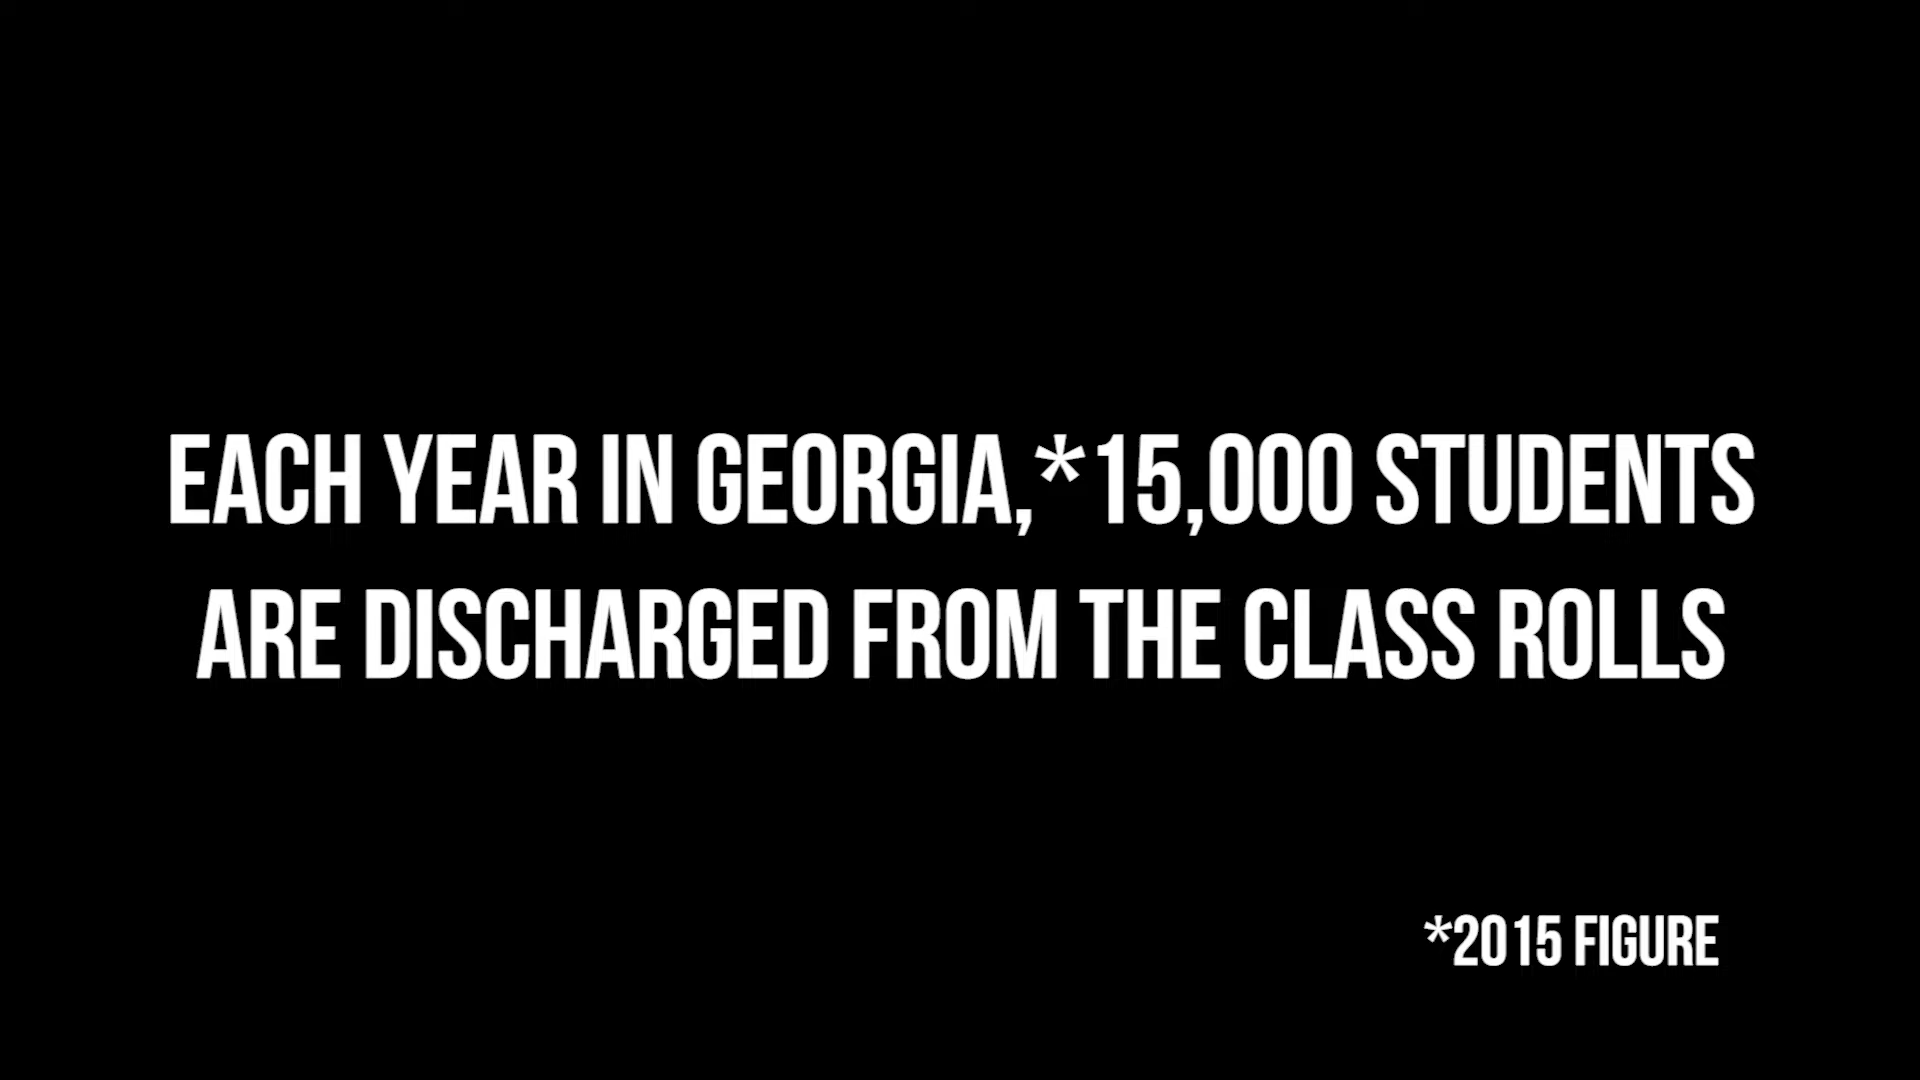 EACH YEAR IN GEORGIA,*15,000 STUDENTS
ARE DISCHARGED FROM THE CLASS ROLLS
*2015 FIGURE